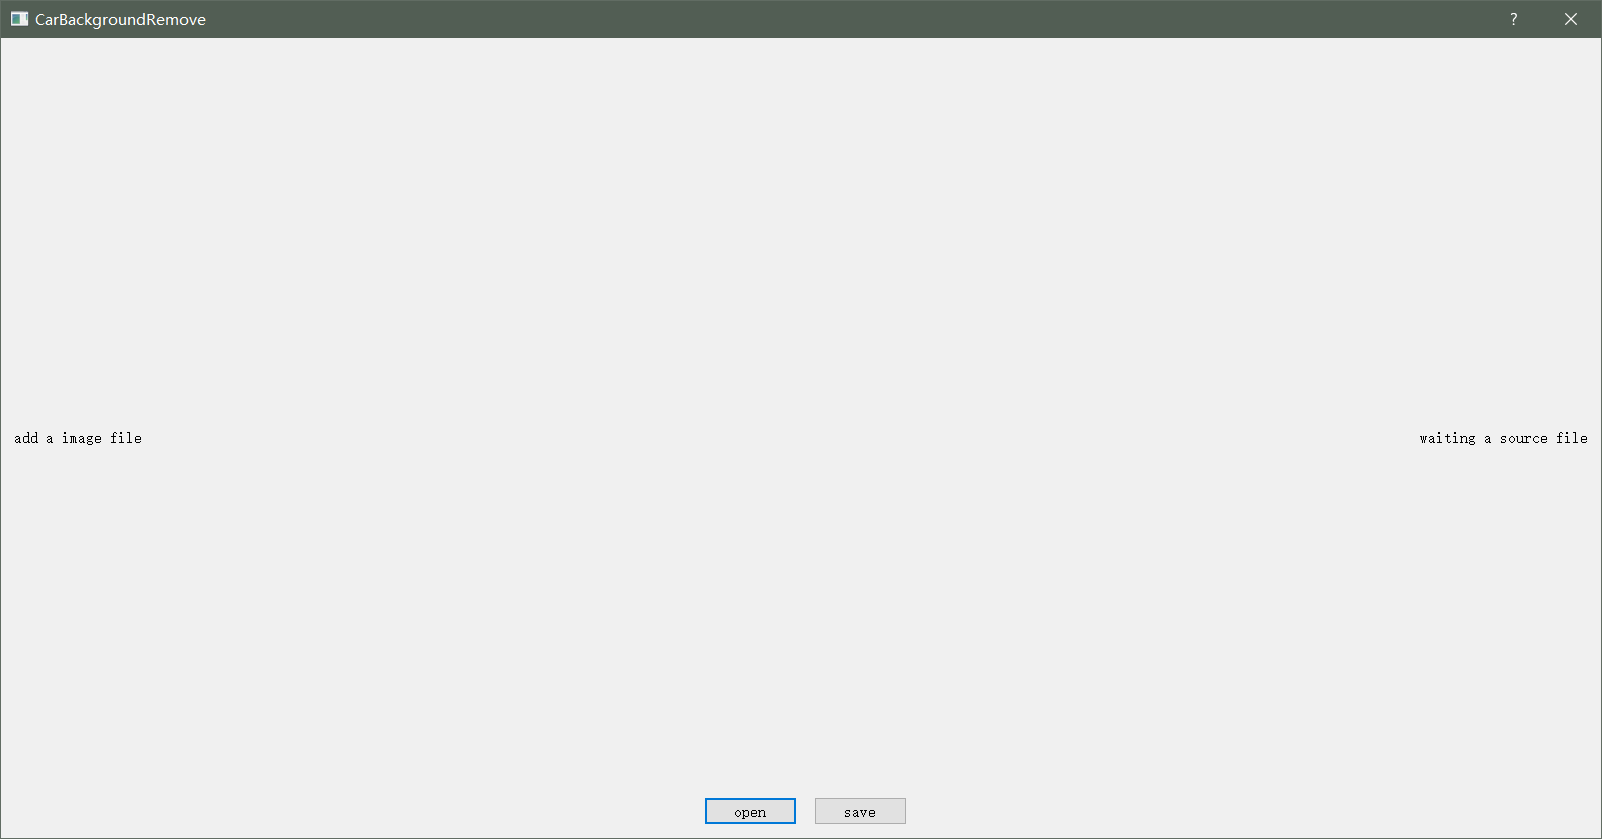 CarBackgroundRemove
?
add a image file
waiting a source file
open
save